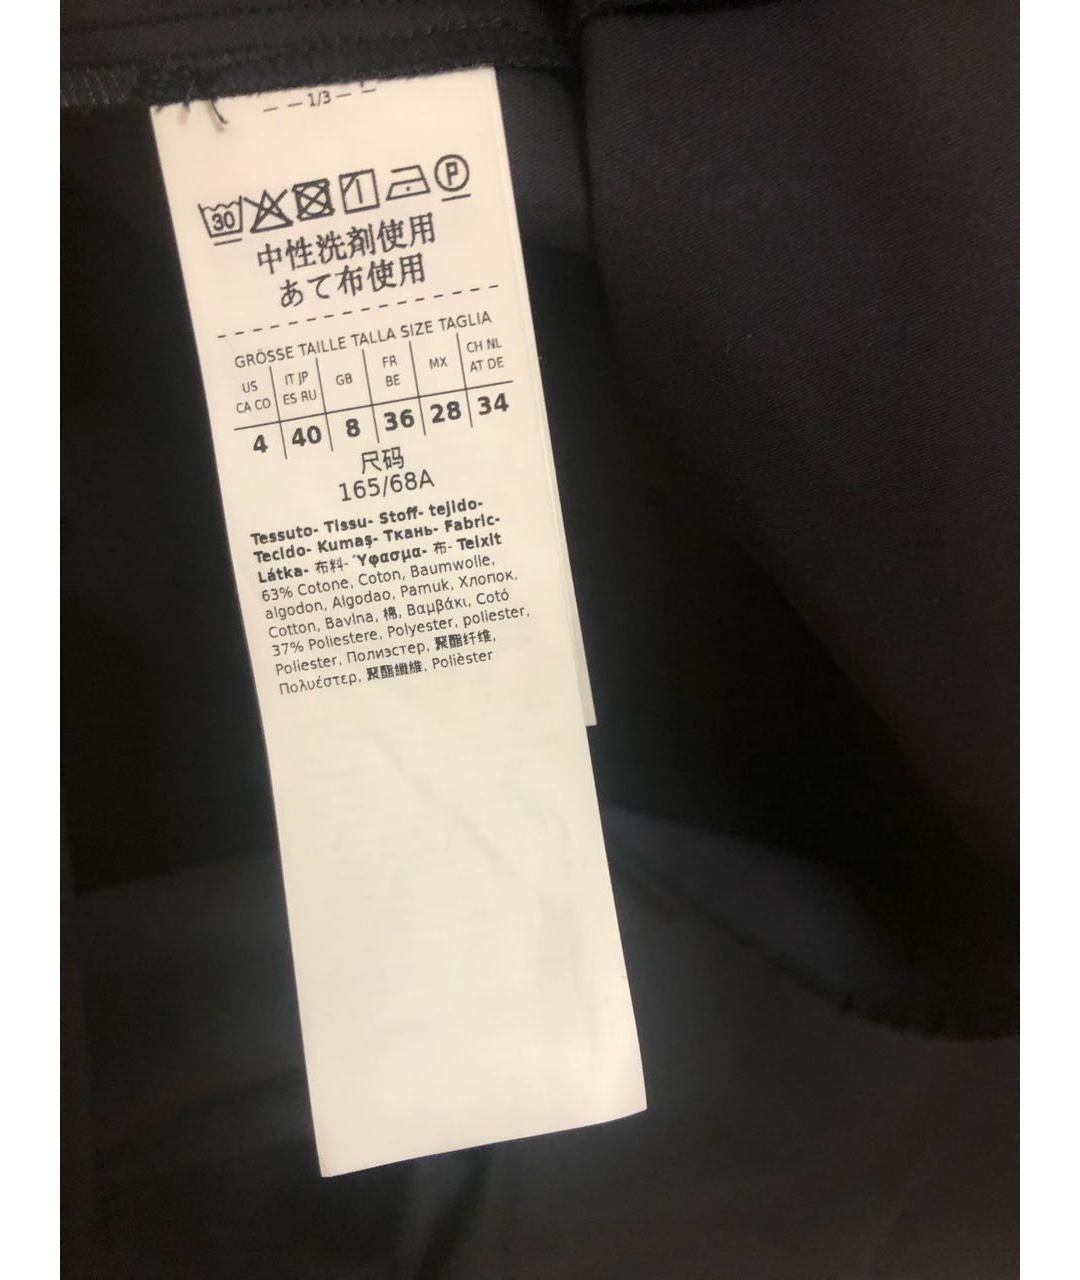 — — 1/3 — —
30 P
中性洗剤使用
あて布使用
GRÖSSE TAILLE TALLA SIZE TAGLIA
US CA CO IT JP ES RU GB FR BE MX CH NL AT DE
4 40 8 36 28 34
尺码
165/68A
Tessuto- Tissu- Stoff- tejido-
Tecido- Kumaş- Ткань- Fabric-
Látka- 布料- Ύφασμα- 布- Teixit
63% Cotone, Coton, Baumwolle,
algodon, Algodao, Pamuk, Хлопок,
Cotton, Bavlna, 棉, Βαμβάκι, Cotó
37% Poliestere, Polyester, poliester,
Poliester, Полиэстер, 聚酯纤维,
Πολυέστερ, 聚酯纖維, Polièster